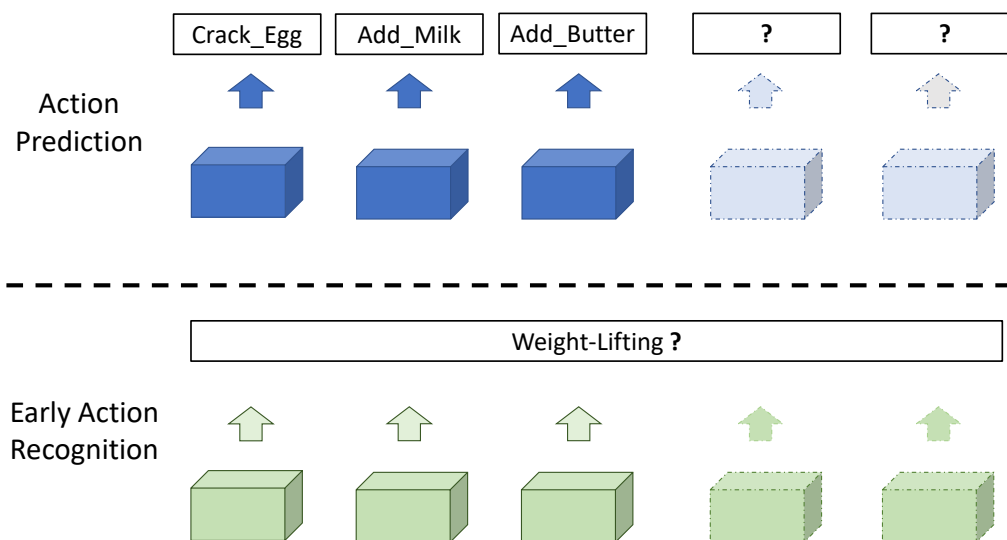 Crack_Egg Add_Milk Add_Butter ? ?
Action
Prediction
Weight-Lifting ?
Early Action
Recognition